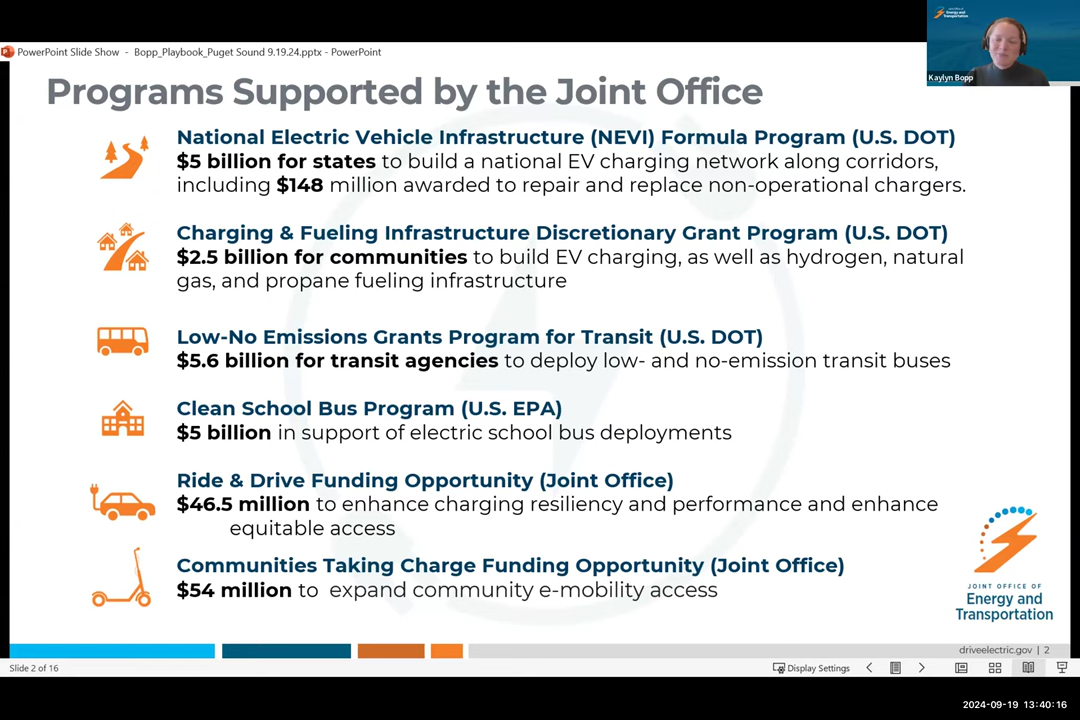 PowerPoint Slide Show - Bopp_Playbook_Puget Sound 9.19.24.pptx - PowerPoint
Joint Office of
Energy and
Transportation
Kaylyn Bopp
Programs Supported by the Joint Office
National Electric Vehicle Infrastructure (NEVI) Formula Program (U.S. DOT)
$5 billion for states to build a national EV charging network along corridors,
including $148 million awarded to repair and replace non-operational chargers.
Charging & Fueling Infrastructure Discretionary Grant Program (U.S. DOT)
$2.5 billion for communities to build EV charging, as well as hydrogen, natural
gas, and propane fueling infrastructure
Low-No Emissions Grants Program for Transit (U.S. DOT)
$5.6 billion for transit agencies to deploy low- and no-emission transit buses
Clean School Bus Program (U.S. EPA)
$5 billion in support of electric school bus deployments
Ride & Drive Funding Opportunity (Joint Office)
$46.5 million to enhance charging resiliency and performance and enhance
equitable access
Communities Taking Charge Funding Opportunity (Joint Office)
$54 million to expand community e-mobility access
JOINT OFFICE OF
Energy and
Transportation
driveelectric.gov | 2
Slide 2 of 16
Display Settings
2024-09-19 13:40:16